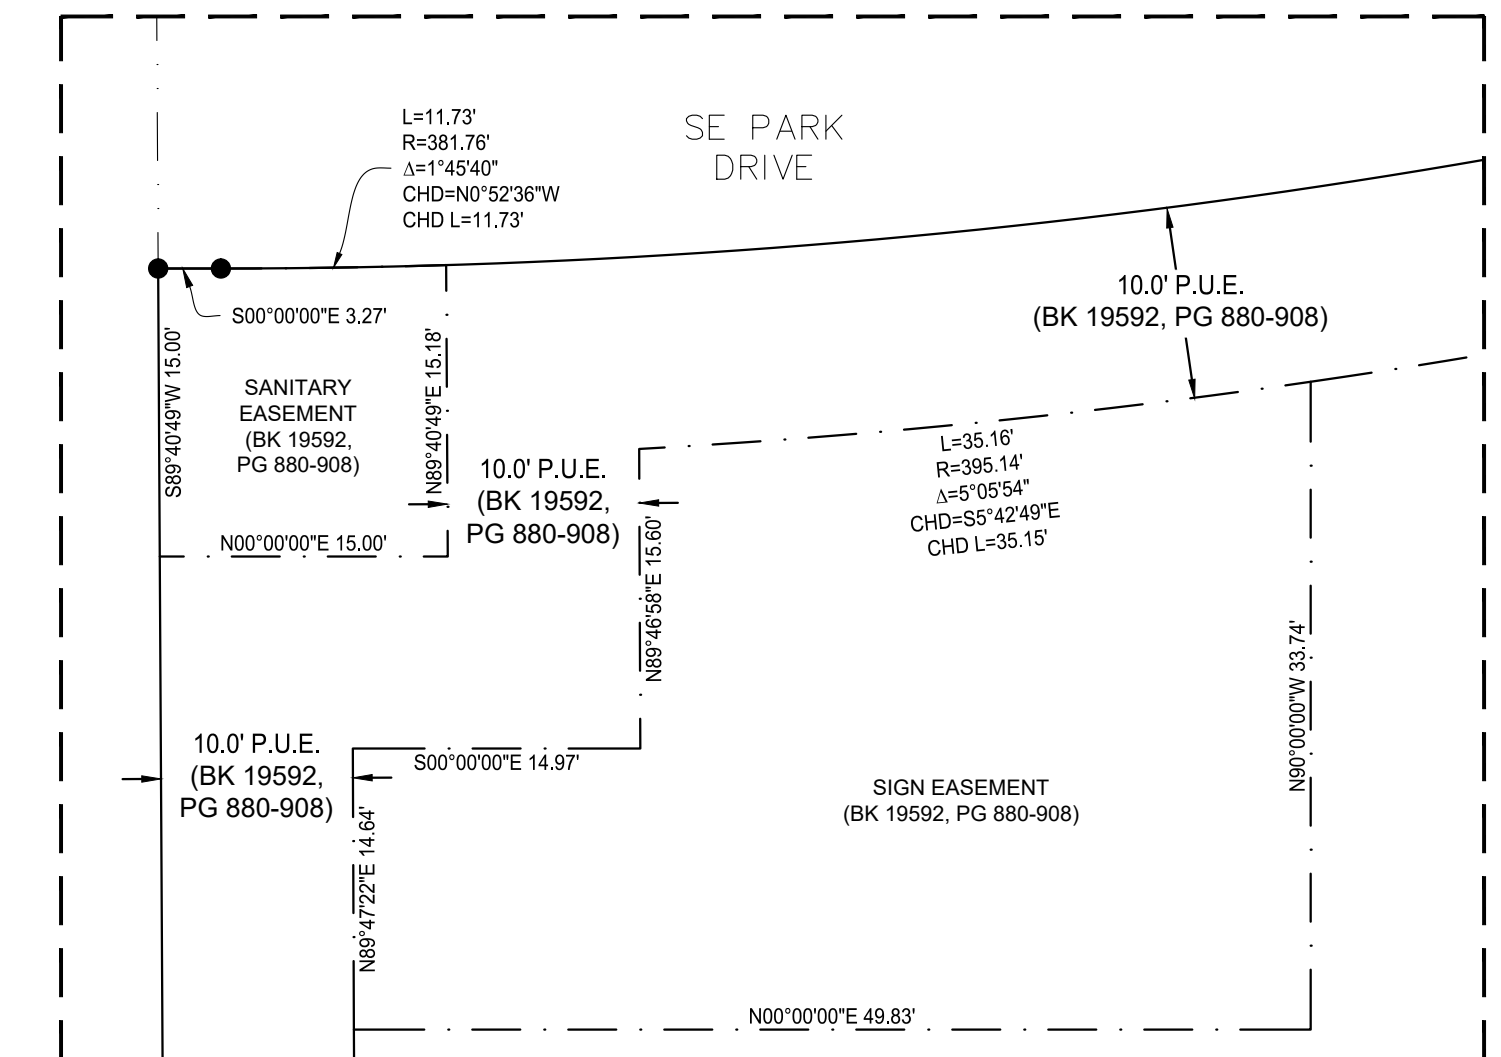 SE PARK
DRIVE
L=11.73'
R=381.76'
Δ=1°45'40"
CHD=N0°52'36"W
CHD L=11.73'
10.0' P.U.E.
(BK 19592, PG 880-908)
S00°00'00"E 3.27'
S89°40'49"W 15.00'
SANITARY
EASEMENT
(BK 19592,
PG 880-908)
N89°40'49"E 15.18'
N00°00'00"E 15.00'
10.0' P.U.E.
(BK 19592,
PG 880-908)
L=35.16'
R=395.14'
Δ=5°05'54"
CHD=S5°42'49"E
CHD L=35.15'
N89°46'58"E 15.60'
N90°00'00"W 33.74'
10.0' P.U.E.
(BK 19592,
PG 880-908)
S00°00'00"E 14.97'
SIGN EASEMENT
(BK 19592, PG 880-908)
N89°47'22"E 14.64'
N00°00'00"E 49.83'